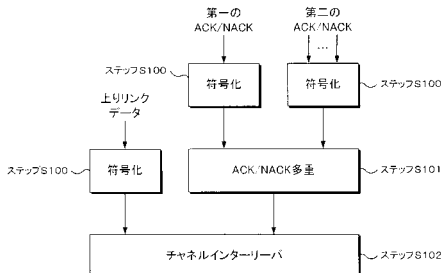 第一の
ACK/NACK
第二の
ACK/NACK
...
ステップS100
符号化
符号化
ステップS100
上りリンク
データ
ステップS100
符号化
ACK/NACK多重
ステップS101
チャネルインターリーバ
ステップS102